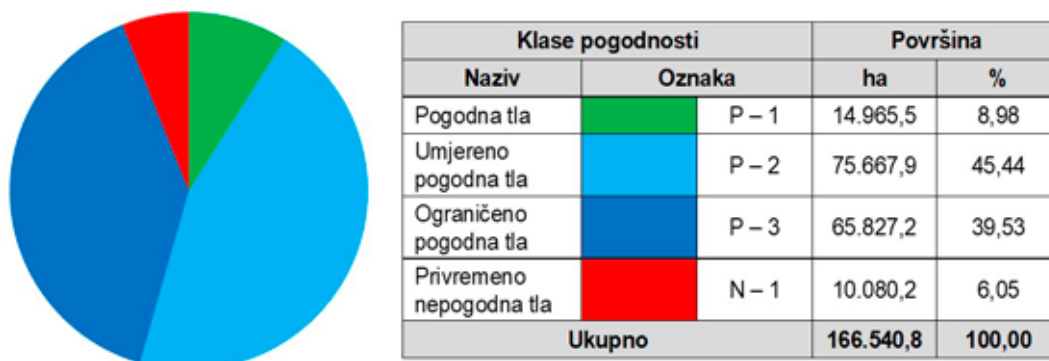 Klase pogodnosti Površina
Naziv Oznaka ha %
Pogodna tla P – 1 14.965,5 8,98
Umjereno
pogodna tla P – 2 75.667,9 45,44
Ograničeno
pogodna tla P – 3 65.827,2 39,53
Privremeno
nepogodna tla N – 1 10.080,2 6,05
Ukupno 166.540,8 100,00